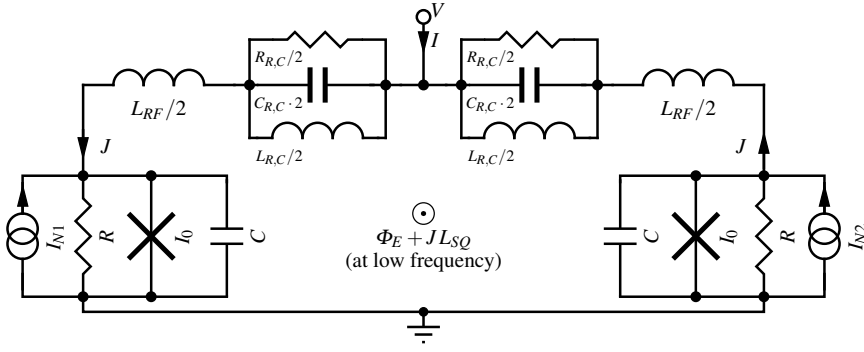 V
I
R_{R,C}/2
R_{R,C}/2
L_{RF}/2
C_{R,C}·2
C_{R,C}·2
L_{RF}/2
J
L_{R,C}/2
L_{R,C}/2
J
I_{N1}
R
I_0
C
Φ_E + JL_{SQ}
(at low frequency)
C
I_0
R
I_{N2}